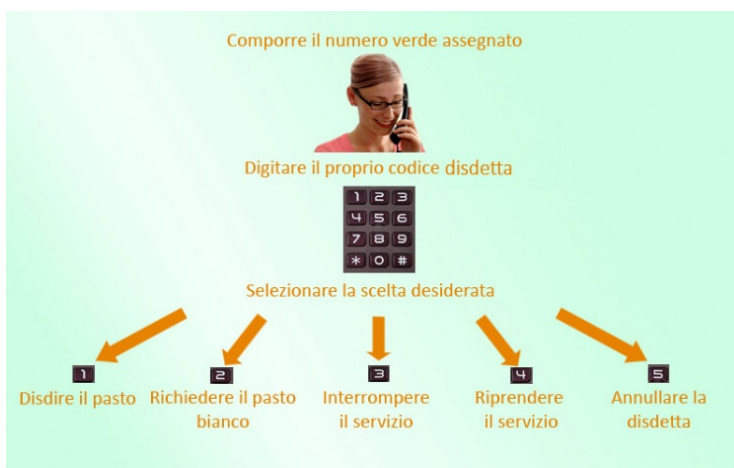 Comporre il numero verde assegnato
Digitare il proprio codice disdetta
1 2 3
4 5 6
7 8 9
* 0 #
Selezionare la scelta desiderata
1
Disdire il pasto
2
Richiedere il pasto
bianco
3
Interrompere
il servizio
4
Riprendere
il servizio
5
Annullare la
disdetta